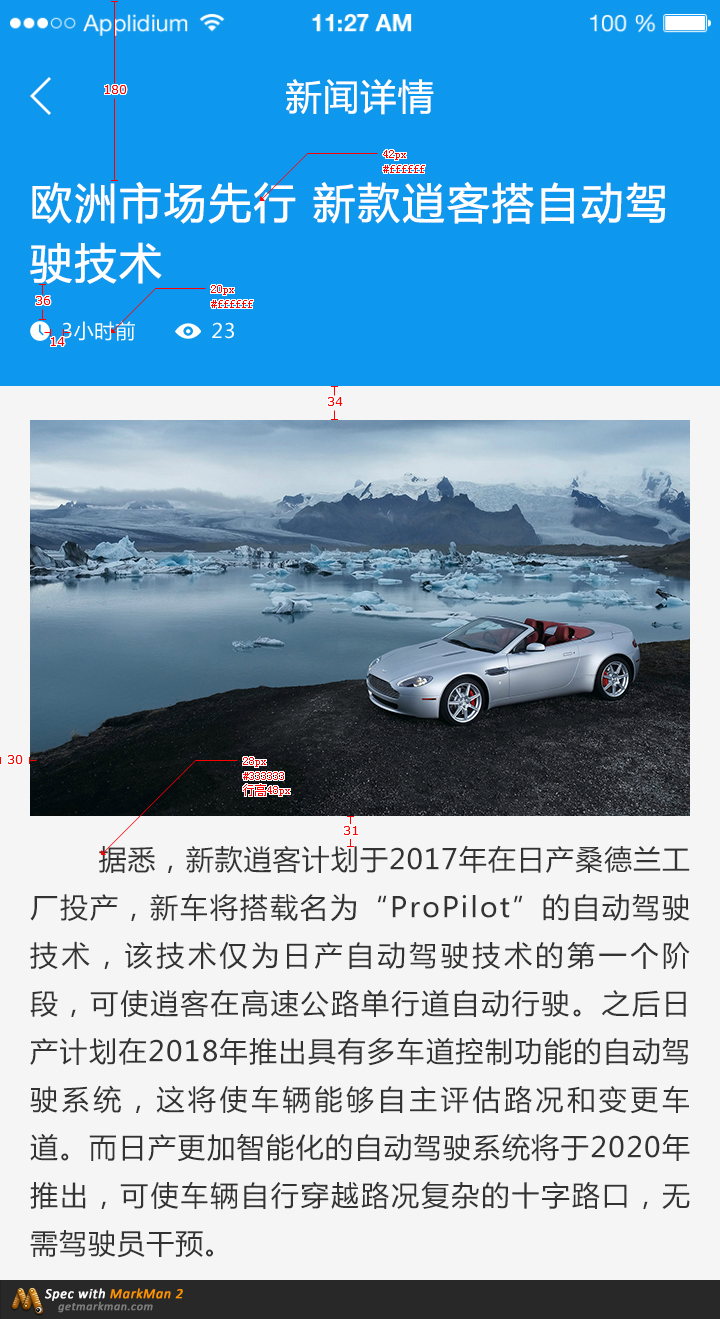 Applidium 11:27 AM 100 %
180
新闻详情
42px
#ffffff
欧洲市场先行 新款逍客搭自动驾
驶技术
20px
#ffffff
36
3小时前 23
14
34
30
28px
#333333
行高48px
31
据悉，新款逍客计划于2017年在日产桑德兰工
厂投产，新车将搭载名为“ProPilot”的自动驾驶
技术，该技术仅为日产自动驾驶技术的第一个阶
段，可使逍客在高速公路单行道自动行驶。之后日
产计划在2018年推出具有多车道控制功能的自动驾
驶系统，这将使车辆能够自主评估路况和变更车
道。而日产更加智能化的自动驾驶系统将于2020年
推出，可使车辆自行穿越路况复杂的十字路口，无
需驾驶员干预。
Spec with MarkMan 2
getmarkman.com